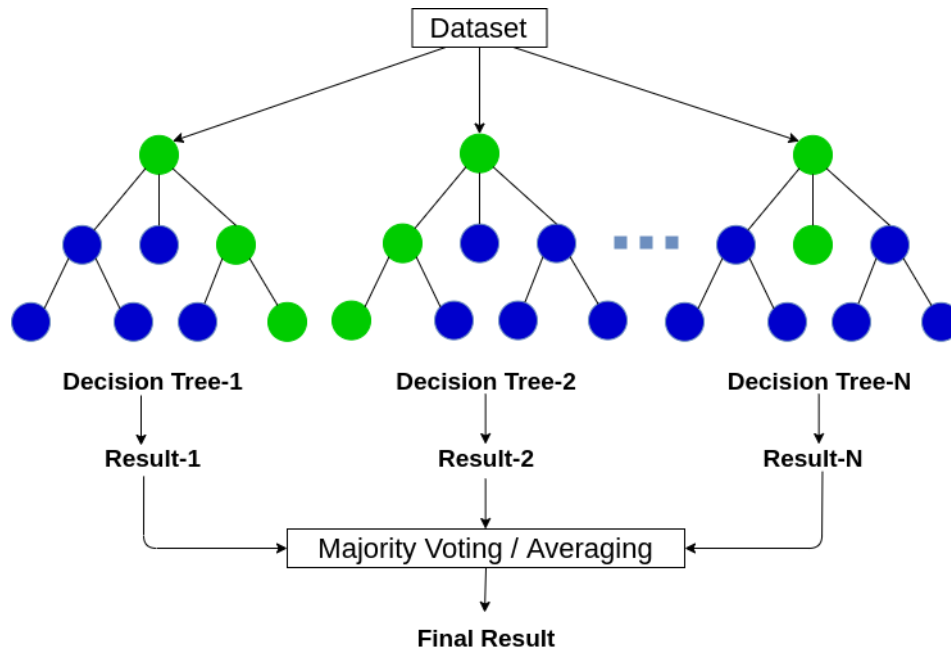 Dataset
Decision Tree-1
Decision Tree-2
Decision Tree-N
Result-1
Result-2
Result-N
Majority Voting / Averaging
Final Result